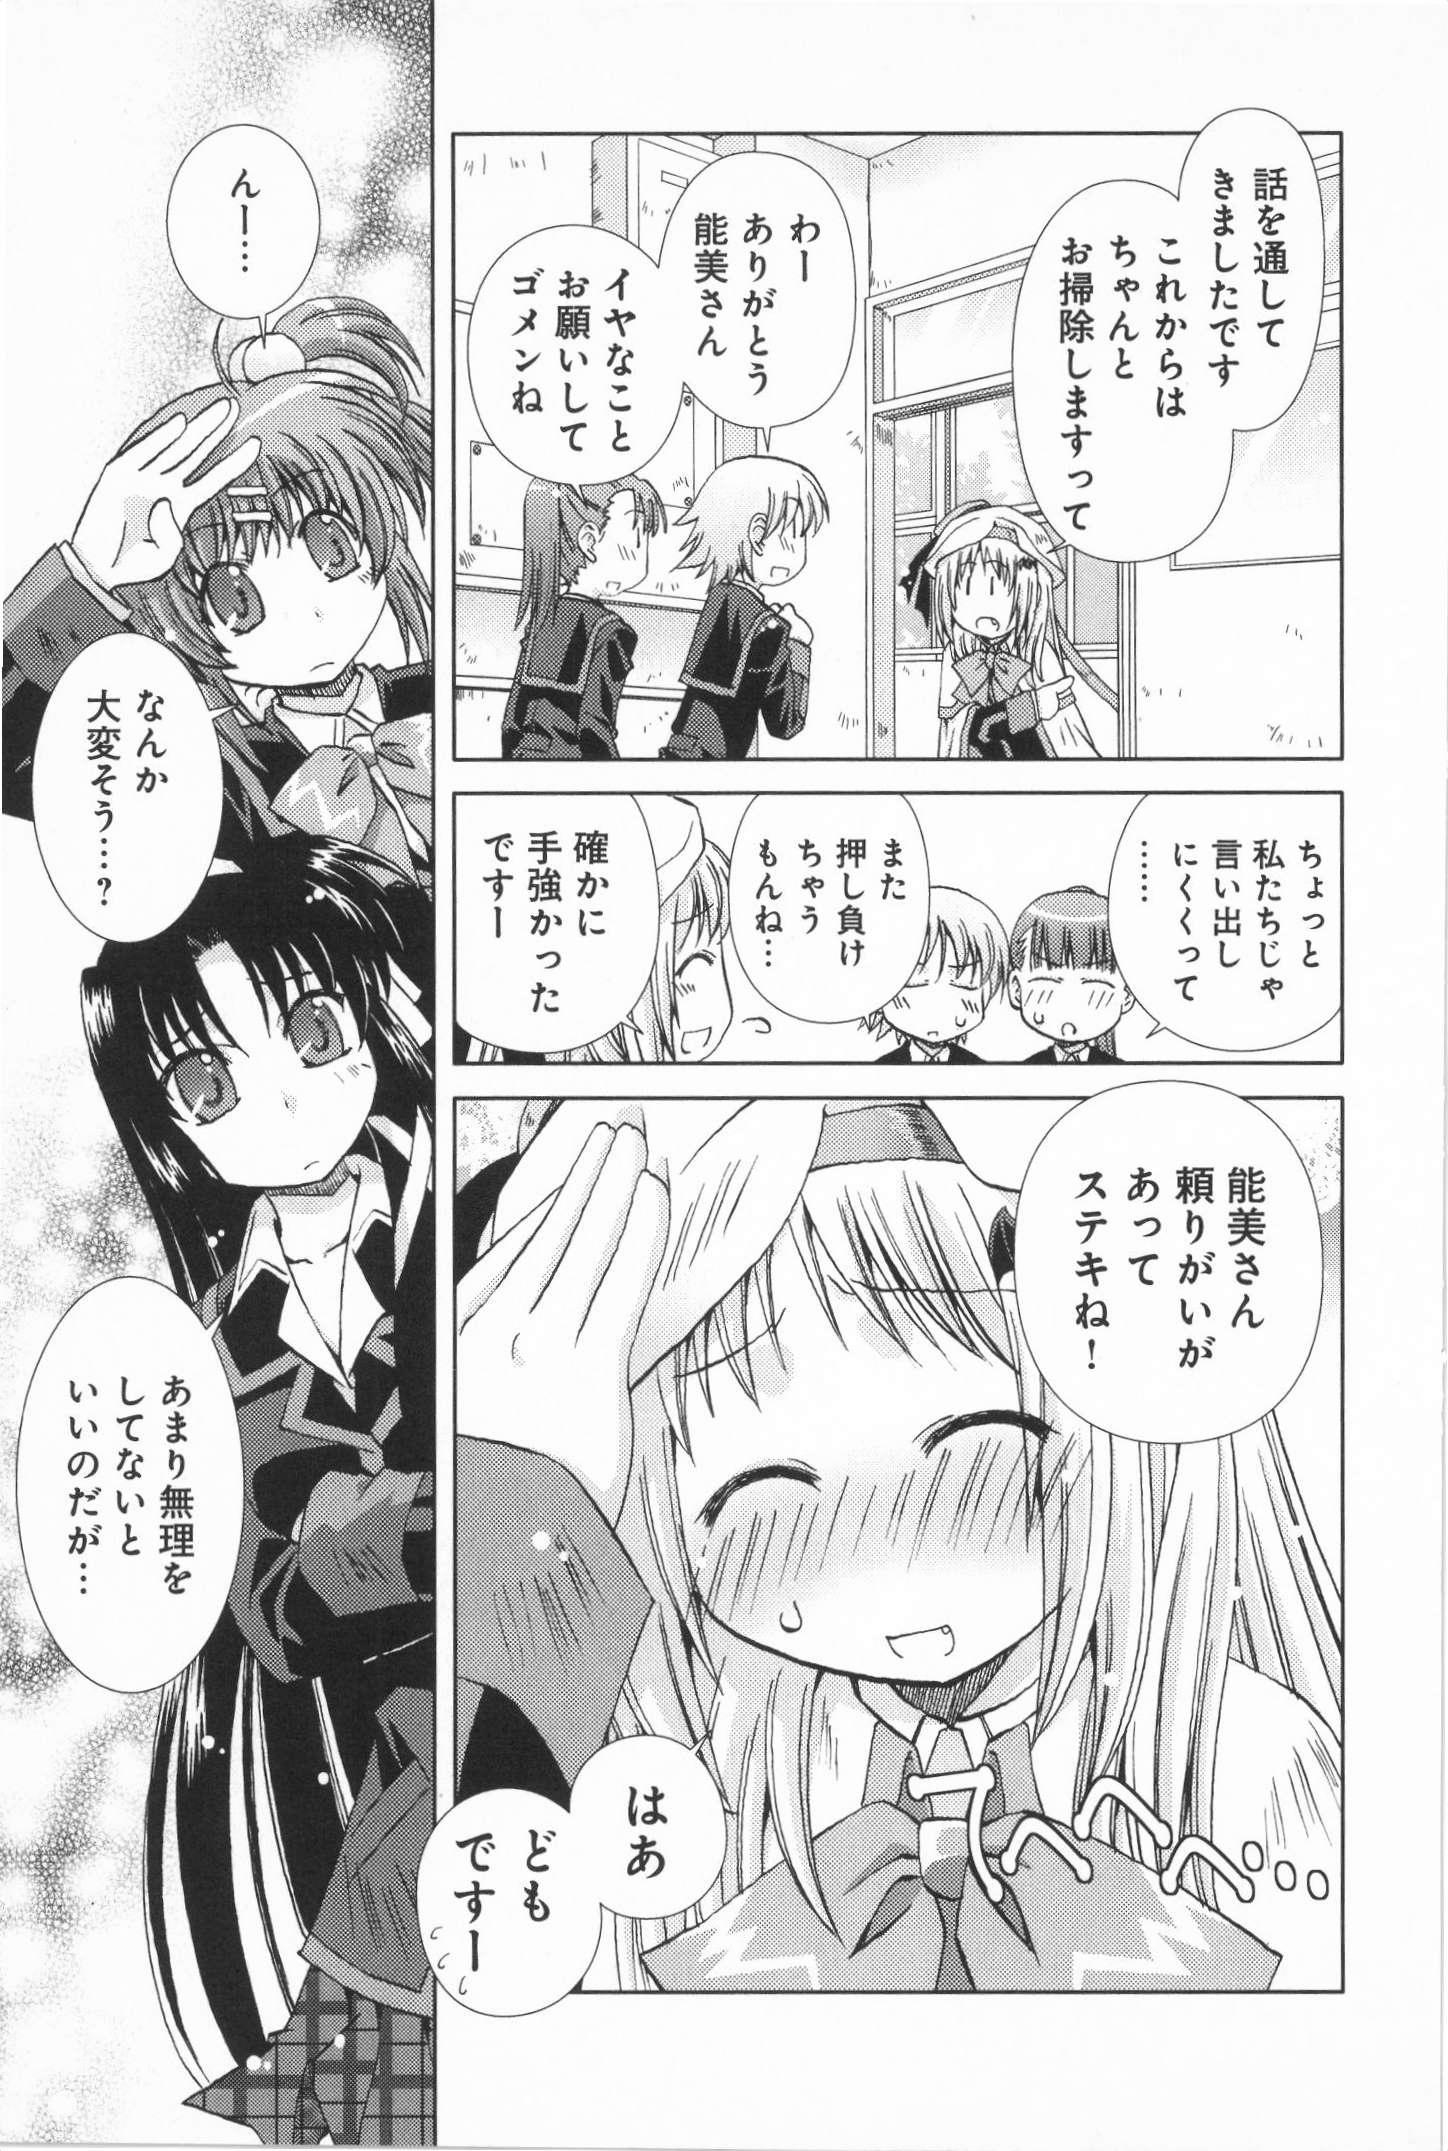 話を通して
きましたです
これからは
ちゃんと
お掃除しますって
わー
ありがとう
能美さん
イヤなこと
お願いして
ゴメンね
ちょっと
私たちじゃ
言い出し
にくくって
……
また
押し負け
ちゃう
もんね…
確かに
手強かった
ですー
能美さん
頼りがいが
あって
ステキね！
はあ
どもですー
えへへ…
んー…
なんか
大変そう…？
あまり無理を
してないと
いいのだが…